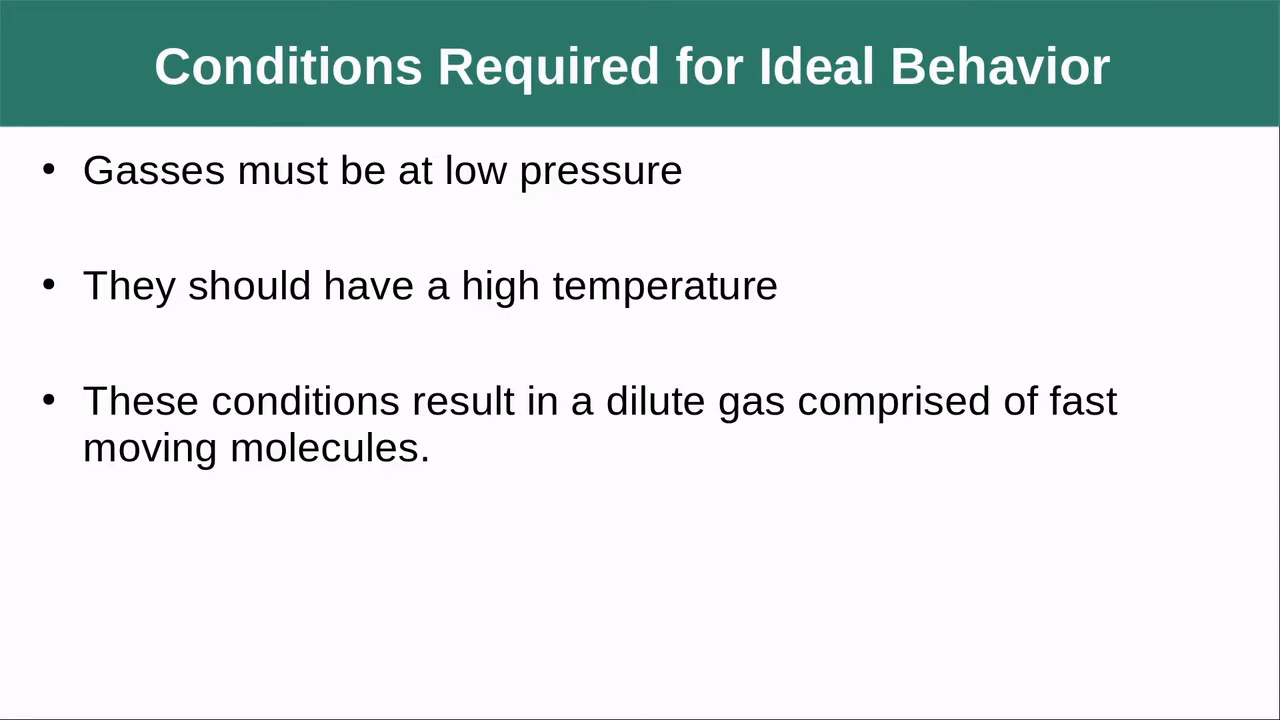 Conditions Required for Ideal Behavior
• Gasses must be at low pressure
• They should have a high temperature
• These conditions result in a dilute gas comprised of fast
moving molecules.